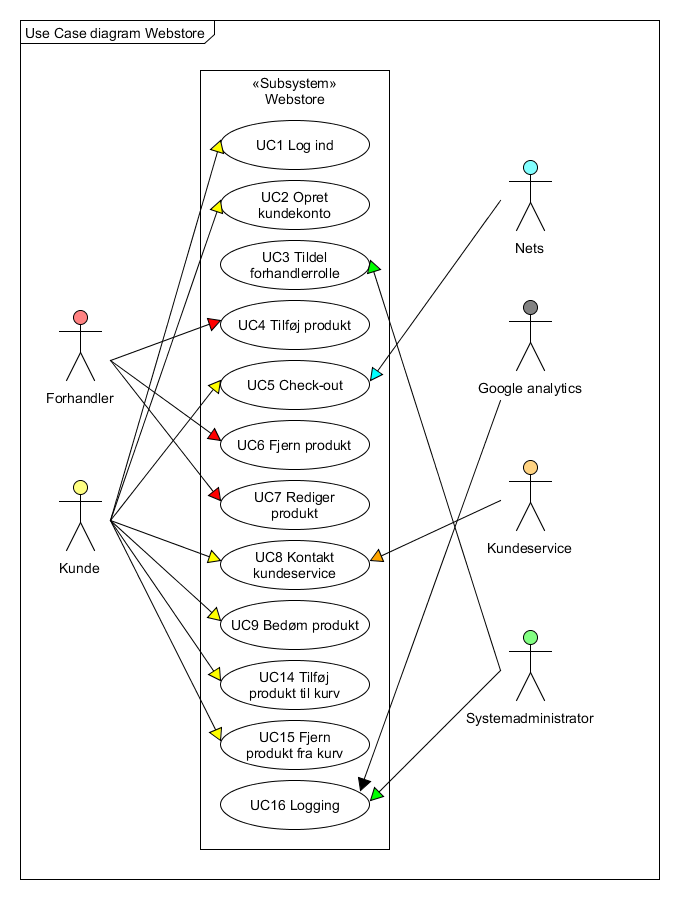 Use Case diagram Webstore
«Subsystem»
Webstore
UC1 Log ind
UC2 Opret
kundekonto
UC3 Tildel
forhandlerrolle
UC4 Tilføj produkt
UC5 Check-out
UC6 Fjern produkt
UC7 Rediger
produkt
UC8 Kontakt
kundeservice
UC9 Bedøm produkt
UC14 Tilføj
produkt til kurv
UC15 Fjern
produkt fra kurv
UC16 Logging
Forhandler
Kunde
Nets
Google analytics
Kundeservice
Systemadministrator